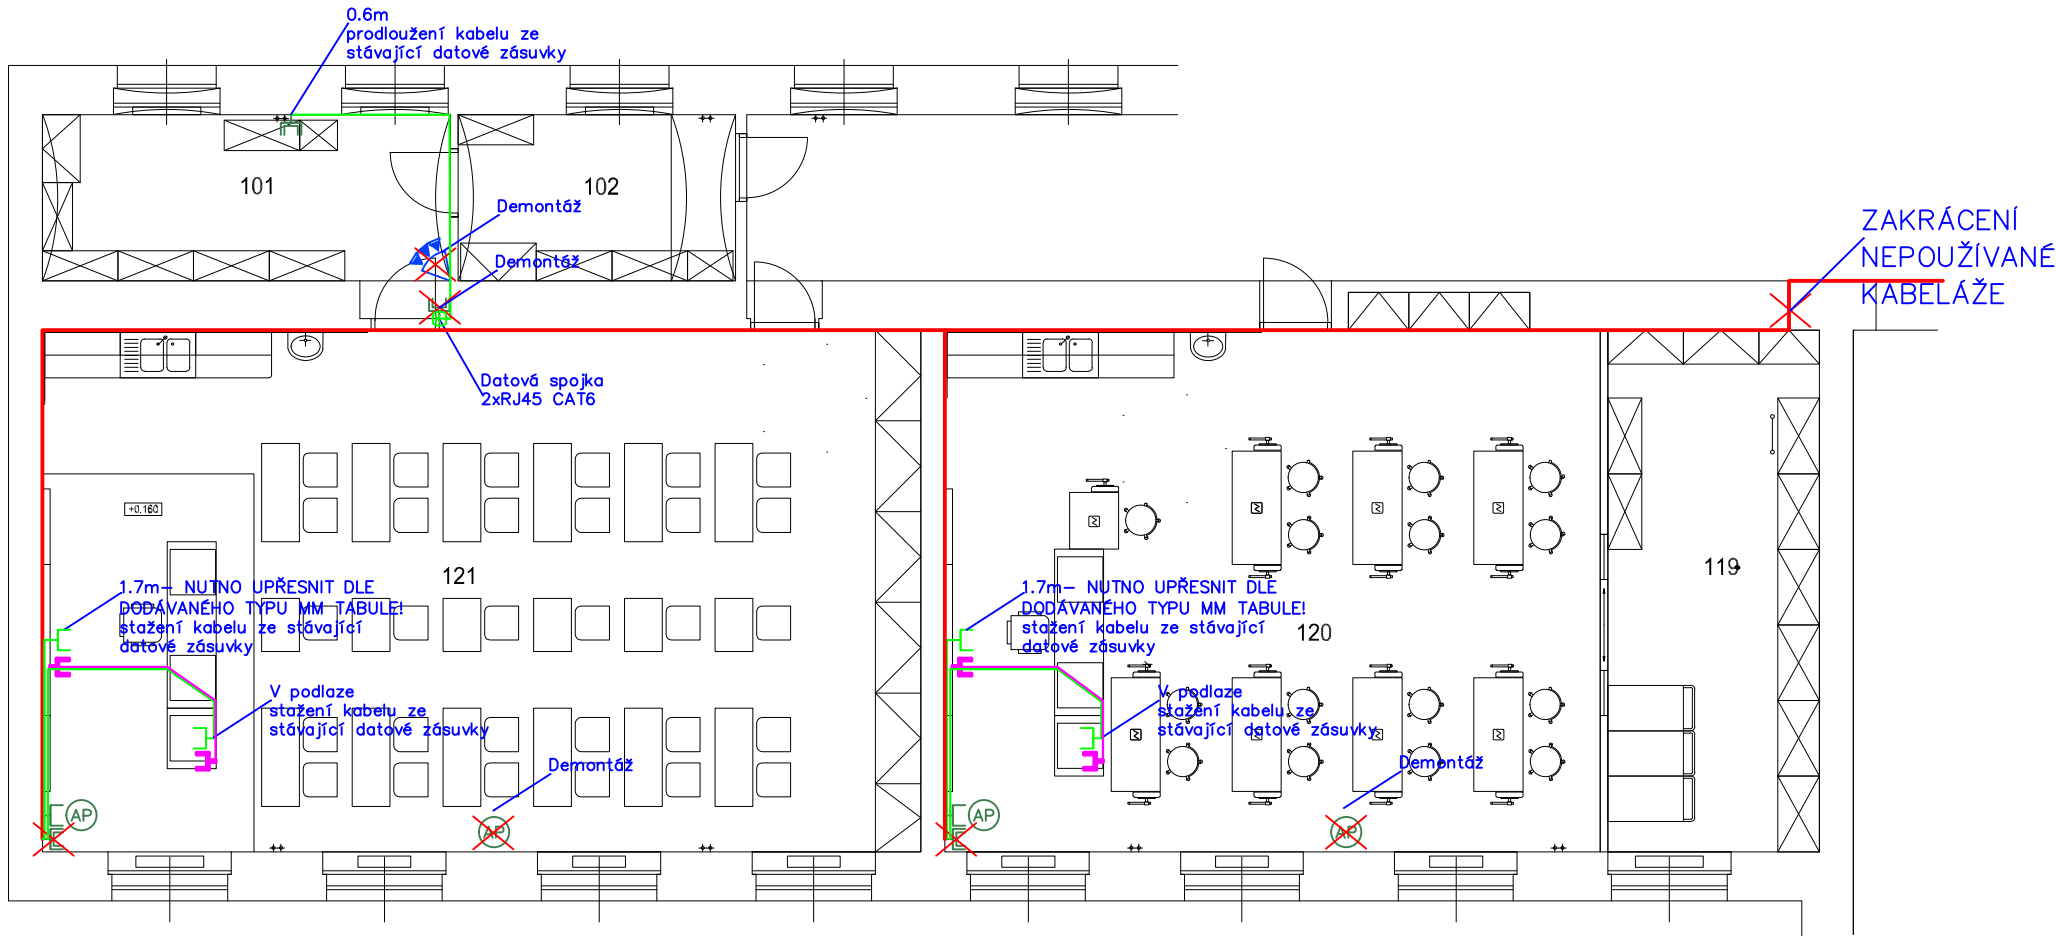 0.6m
prodloužení kabelu ze
stávající datové zásuvky
101
102
Demontáž
Demontáž
ZAKRÁCENÍ
NEPOUŽÍVANÉ
KABELÁŽE
Datová spojka
2xRJ45 CAT6
+0.160
121
1.7m– NUTNO UPŘESNIT DLE
DODÁVANÉHO TYPU MM TABULE!
stažení kabelu ze stávající
datové zásuvky
1.7m– NUTNO UPŘESNIT DLE
DODÁVANÉHO TYPU MM TABULE!
stažení kabelu ze stávající
datové zásuvky
120
119
V podlaze
stažení kabelu ze
stávající datové zásuvky
V podlaze
stažení kabelu ze
stávající datové zásuvky
Demontáž
Demontáž
AP
AP
AP
AP